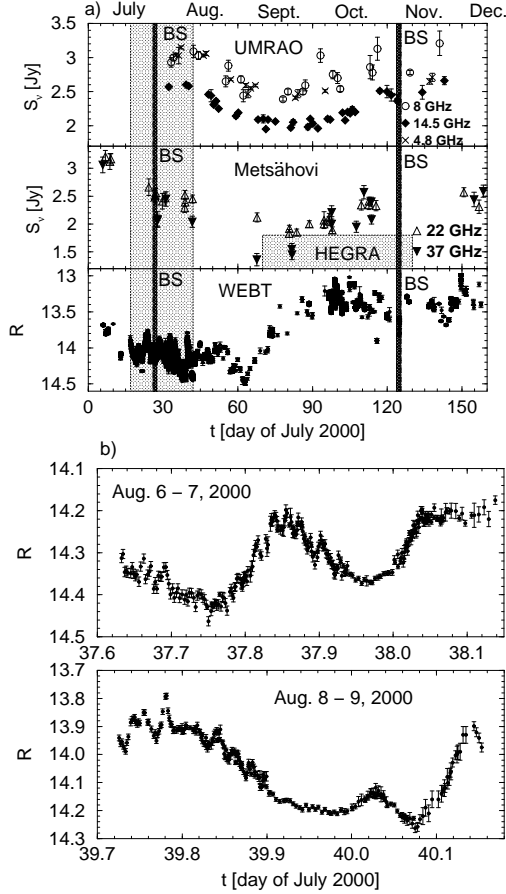 a) July Aug. Sept. Oct. Nov. Dec.
3.5
3
2.5
2
1.5
Sν [Jy]
BS UMRAO BS
8 GHz
14.5 GHz
4.8 GHz
3.5
3
2.5
2
1.5
Sν [Jy]
BS Metsähovi BS
22 GHz
37 GHz
HEGRA
13
13.5
14
14.5
R
BS WEBT BS
0 30 60 90 120 150
t [day of July 2000]
b)
14.1
14.2
14.3
14.4
14.5
R
Aug. 6 – 7, 2000
37.6 37.7 37.8 37.9 38.0 38.1
13.7
13.8
13.9
14.0
14.1
14.2
14.3
R
Aug. 8 – 9, 2000
39.7 39.8 39.9 40.0 40.1
t [day of July 2000]